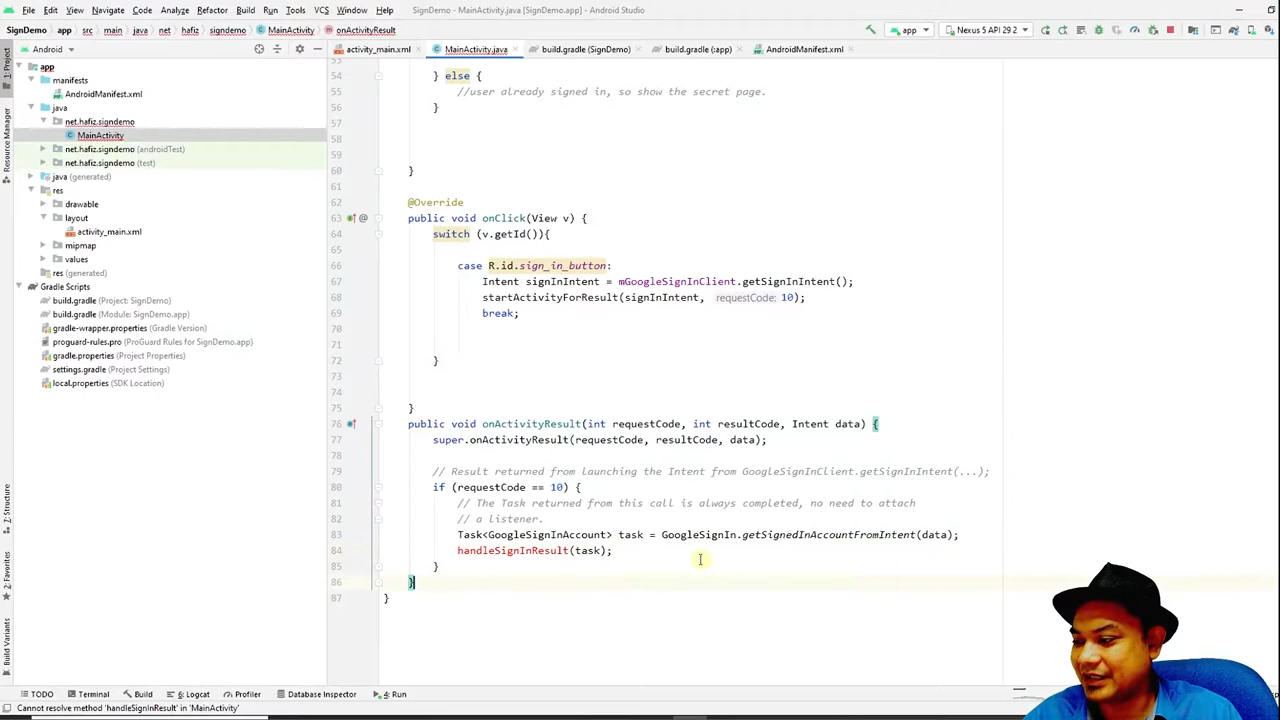 File Edit View Navigate Code Analyze Refactor Build Run Tools VCS Window Help SignDemo - MainActivity.java [SignDemo.app] - Android Studio
SignDemo app src main java net hafiz signdemo MainActivity onActivityResult app Nexus 5 API 29 2
Android activity_main.xml MainActivity.java build.gradle (SignDemo) build.gradle (app) AndroidManifest.xml
1: Project
Resource Manager
Z: Structure
2: Favorites
Build Variants
app
manifests
AndroidManifest.xml
java
net.hafiz.signdemo
MainActivity
net.hafiz.signdemo (androidTest)
net.hafiz.signdemo (test)
java (generated)
res
drawable
layout
activity_main.xml
mipmap
values
res (generated)
Gradle Scripts
build.gradle (Project: SignDemo)
build.gradle (Module: SignDemo.app)
gradle-wrapper.properties (Gradle Version)
proguard-rules.pro (ProGuard Rules for SignDemo.app)
gradle.properties (Project Properties)
settings.gradle (Project Settings)
local.properties (SDK Location)
53
54 } else {
55 //user already signed in, so show the secret page.
56 }
57
58
59
60 }
61
62 @Override
63 @ public void onClick(View v) {
64 switch (v.getId()){
65
66 case R.id.sign_in_button:
67 Intent signInIntent = mGoogleSignInClient.getSignInIntent();
68 startActivityForResult(signInIntent, requestCode: 10);
69 break;
70
71
72 }
73
74
75 }
76 public void onActivityResult(int requestCode, int resultCode, Intent data) {
77 super.onActivityResult(requestCode, resultCode, data);
78
79 // Result returned from launching the Intent from GoogleSignInClient.getSignInIntent(...);
80 if (requestCode == 10) {
81 // The Task returned from this call is always completed, no need to attach
82 // a listener.
83 Task<GoogleSignInAccount> task = GoogleSignIn.getSignedInAccountFromIntent(data);
84 handleSignInResult(task);
85 }
86 }
87 }
TODO Terminal Build 6: Logcat Profiler Database Inspector 4: Run
Cannot resolve method 'handleSignInResult' in 'MainActivity'